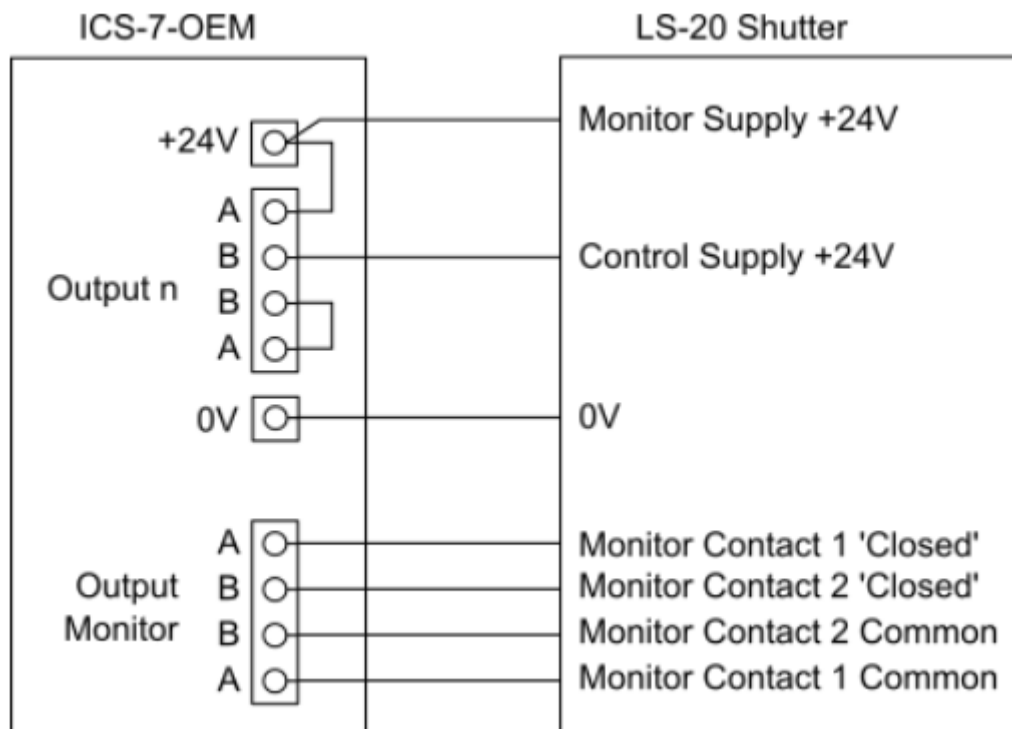 ICS-7-OEM
LS-20 Shutter
+24V
Monitor Supply +24V
A
B
Control Supply +24V
Output n
B
A
0V
0V
A
Monitor Contact 1 'Closed'
Output
B
Monitor Contact 2 'Closed'
Monitor
B
Monitor Contact 2 Common
A
Monitor Contact 1 Common